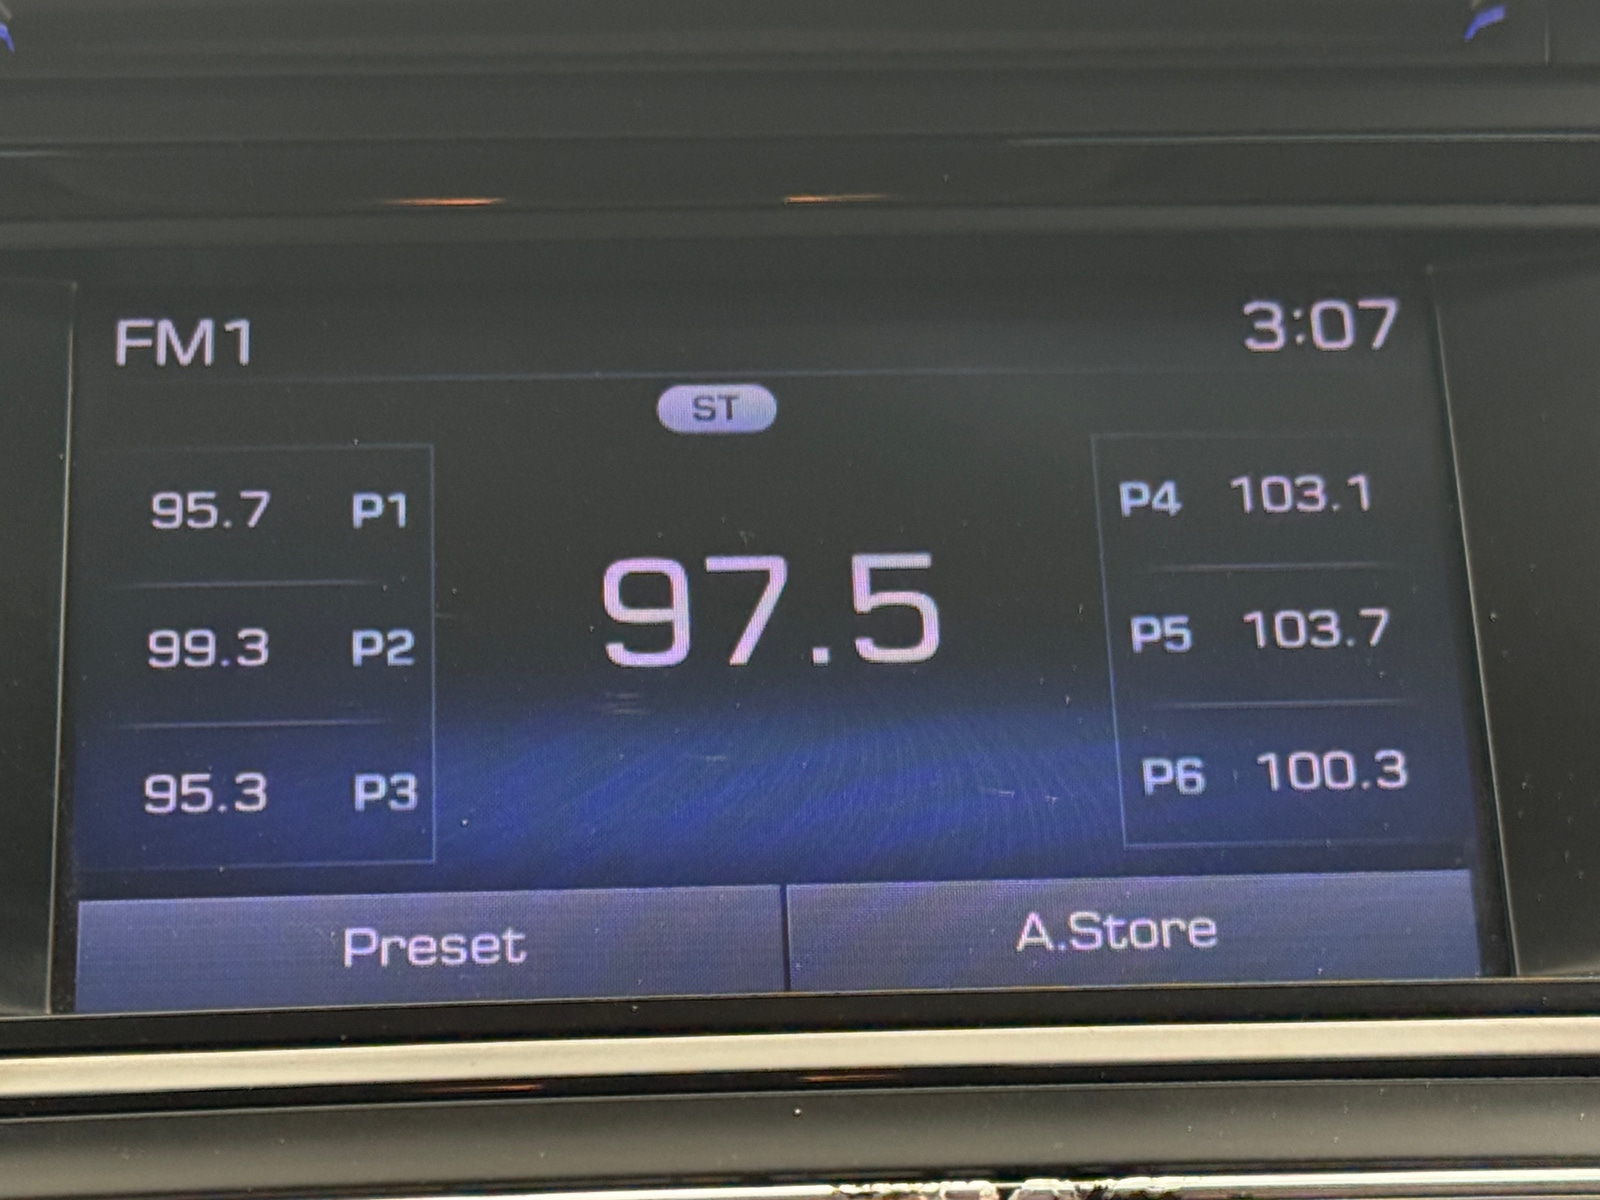 FM1 3:07
ST
95.7 P1
99.3 P2
95.3 P3
97.5
P4 103.1
P5 103.7
P6 100.3
Preset A.Store